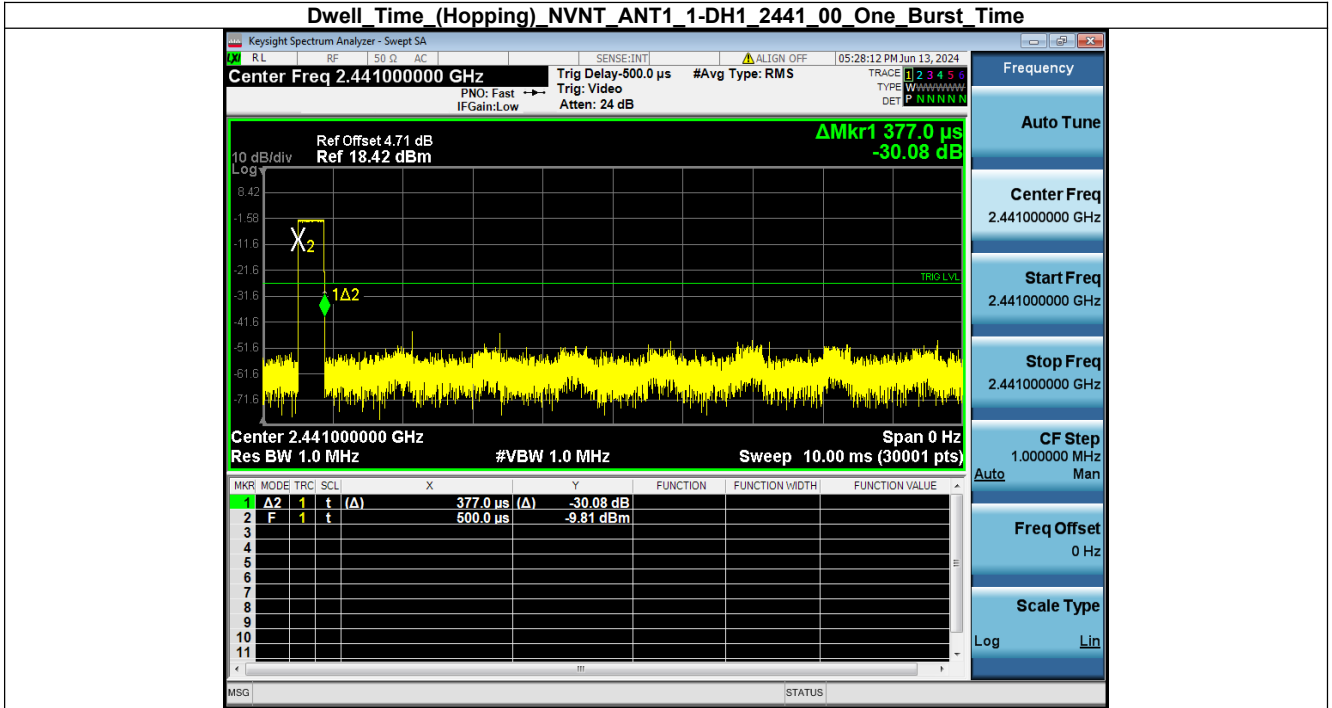 Dwell_Time_(Hopping)_NVNT_ANT1_1-DH1_2441_00_One_Burst_Time
Keysight Spectrum Analyzer - Swept SA
LXI RL RF 50 Ω AC SENSE:INT ALIGN OFF 05:28:12 PM Jun 13, 2024
Center Freq 2.441000000 GHz Trig Delay-500.0 µs #Avg Type: RMS TRACE 1 2 3 4 5 6
PNO: Fast Trig: Video TYPE WWWWWW
IFGain:Low Atten: 24 dB DET P N N N N N
ΔMkr1 377.0 µs
-30.08 dB
Ref Offset 4.71 dB
10 dB/div Ref 18.42 dBm
Log
8.42
-1.58
-11.6
X2
-21.6
TRIG LVL
-31.6
1Δ2
-41.6
-51.6
-61.6
-71.6
Center 2.441000000 GHz Span 0 Hz
Res BW 1.0 MHz #VBW 1.0 MHz Sweep 10.00 ms (30001 pts)
MKR MODE TRC SCL X Y FUNCTION FUNCTION WIDTH FUNCTION VALUE
1 Δ2 1 t (Δ) 377.0 µs (Δ) -30.08 dB
2 F 1 t 500.0 µs -9.81 dBm
3
4
5
6
7
8
9
10
11
MSG STATUS
Frequency
Auto Tune
Center Freq
2.441000000 GHz
Start Freq
2.441000000 GHz
Stop Freq
2.441000000 GHz
CF Step
1.000000 MHz
Auto Man
Freq Offset
0 Hz
Scale Type
Log Lin